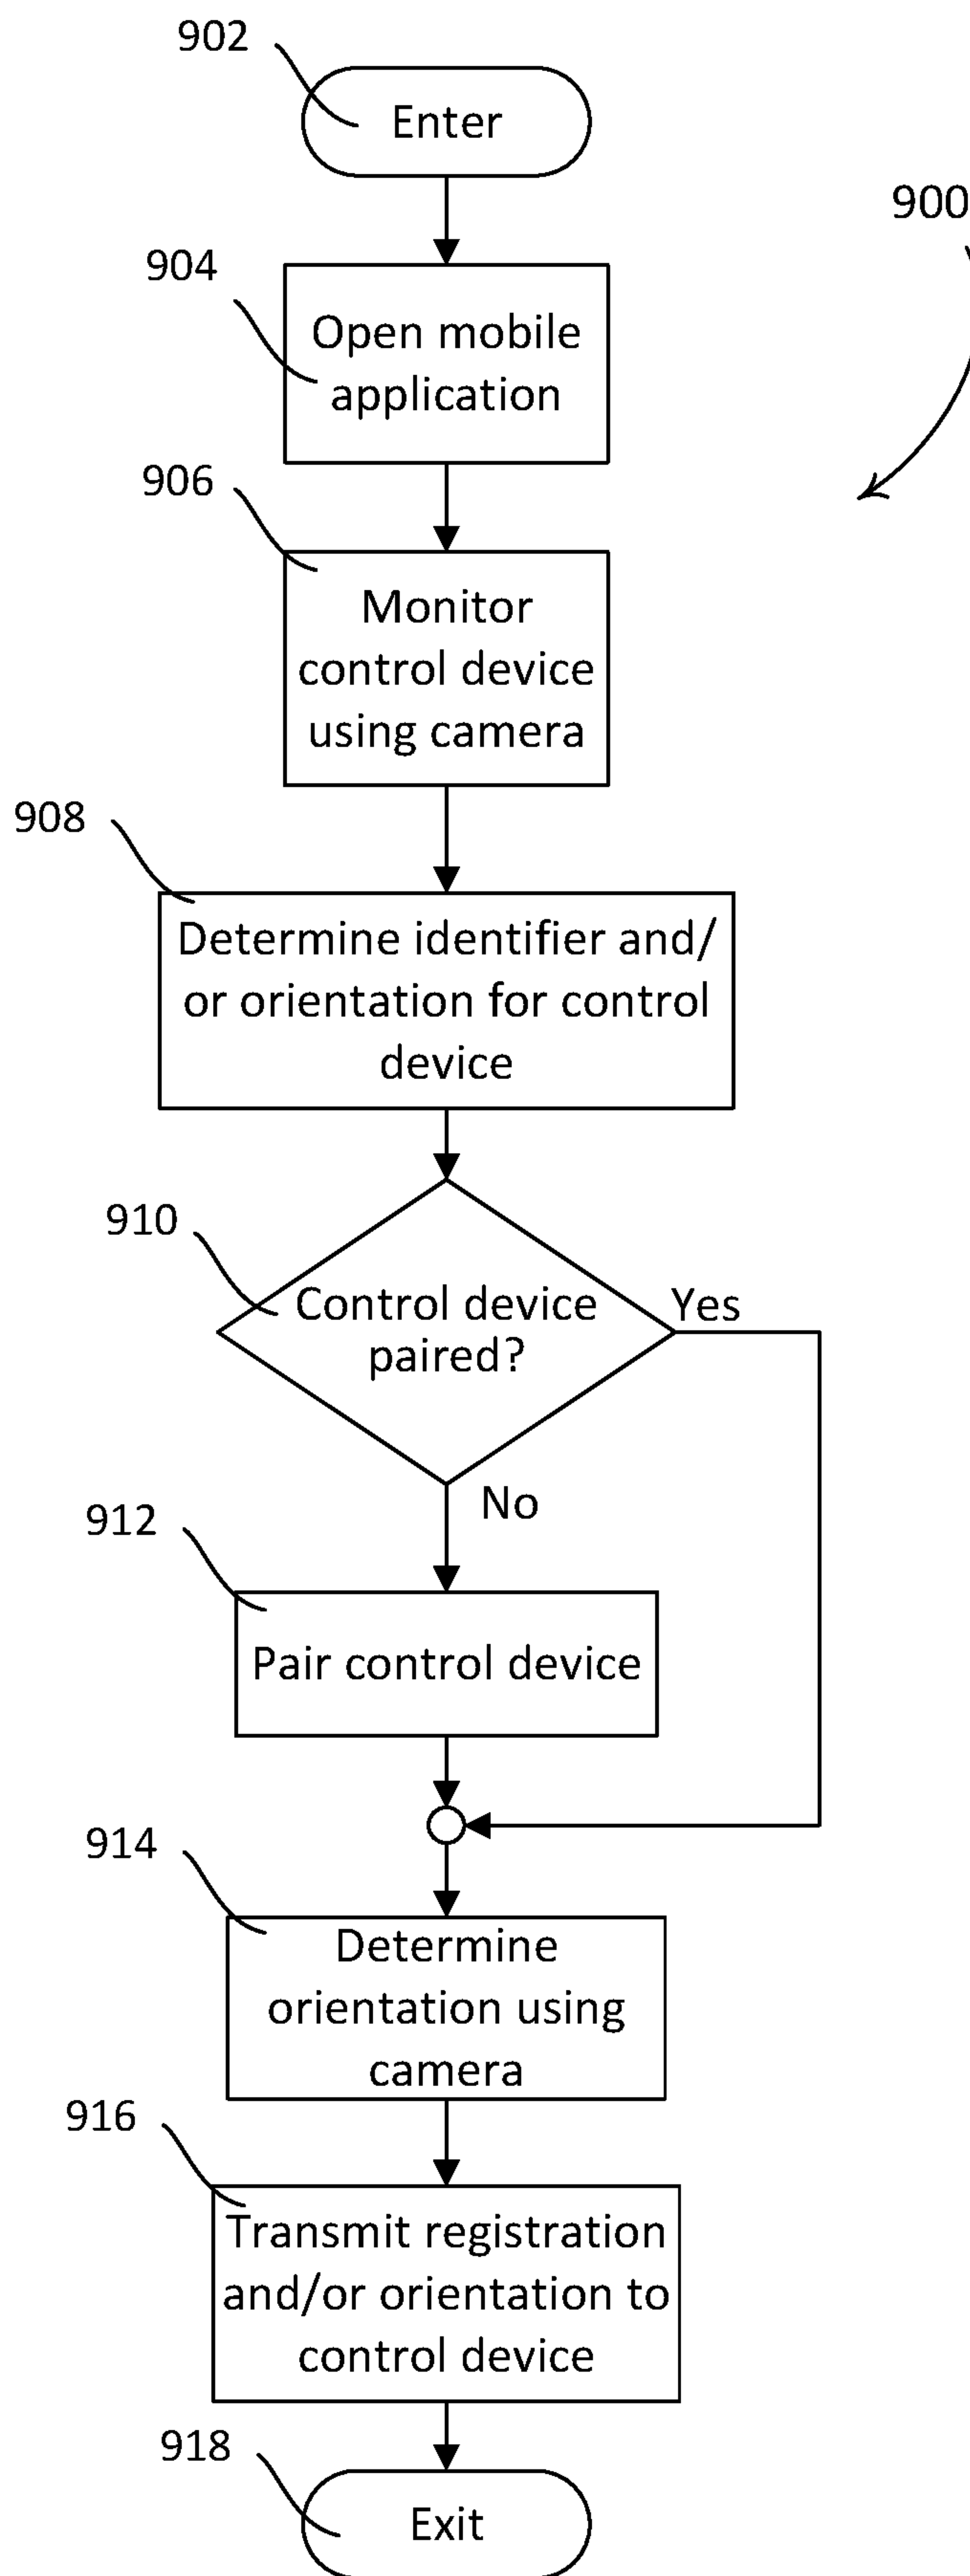 902
Enter
900
904
Open mobile
application
906
Monitor
control device
using camera
908
Determine identifier and/
or orientation for control
device
910
Control device
paired?
Yes
No
912
Pair control device
914
Determine
orientation using
camera
916
Transmit registration
and/or orientation to
control device
918
Exit